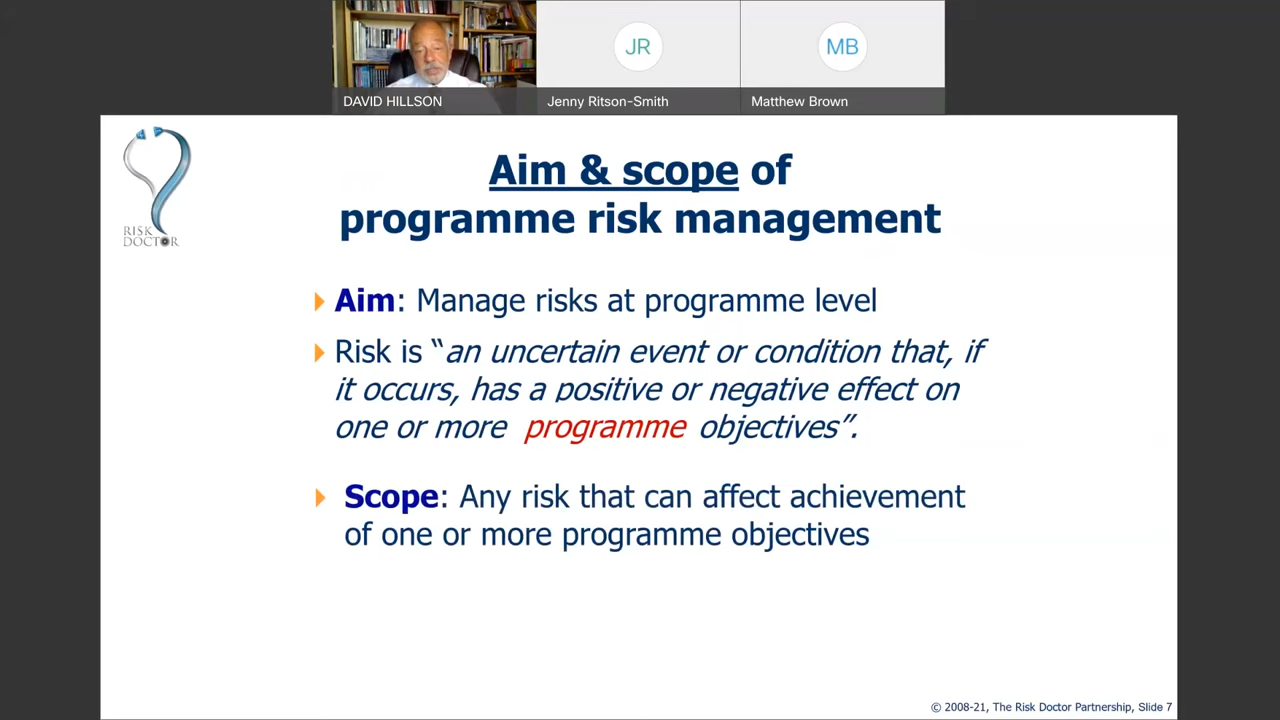 DAVID HILLSON
JR
Jenny Ritson-Smith
MB
Matthew Brown
RISK
DOCTOR
Aim & scope of
programme risk management
Aim: Manage risks at programme level
Risk is “an uncertain event or condition that, if
it occurs, has a positive or negative effect on
one or more programme objectives”.
Scope: Any risk that can affect achievement
of one or more programme objectives
© 2008-21, The Risk Doctor Partnership, Slide 7